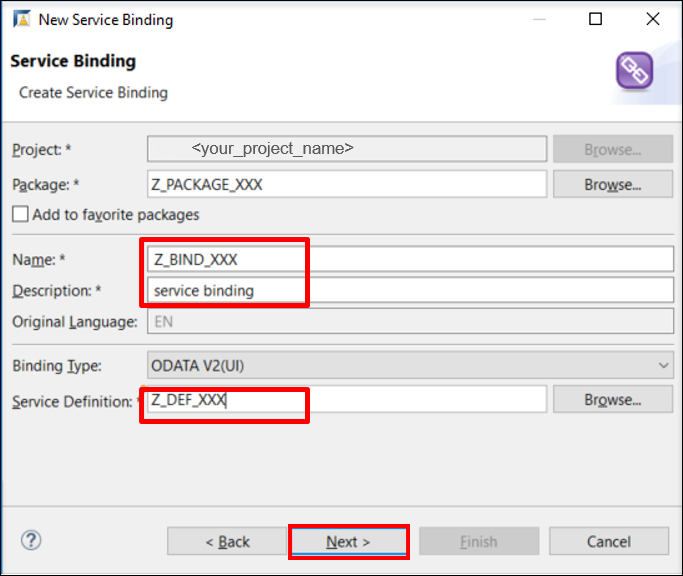 New Service Binding
Service Binding
Create Service Binding
Project: * <your_project_name> Browse...
Package: * Z_PACKAGE_XXX Browse...
Add to favorite packages
Name: * Z_BIND_XXX
Description: * service binding
Original Language: EN
Binding Type: ODATA V2(UI)
Service Definition: * Z_DEF_XXX Browse...
? < Back Next > Finish Cancel